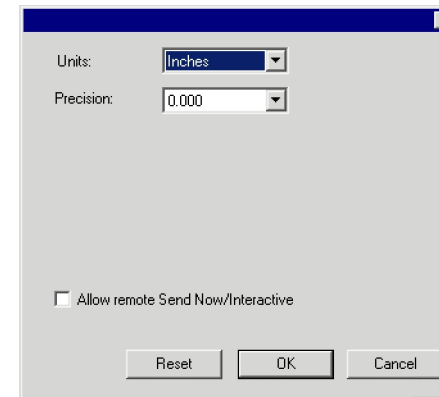 Units: Inches
Precision: 0.000
Allow remote Send Now/Interactive
Reset OK Cancel